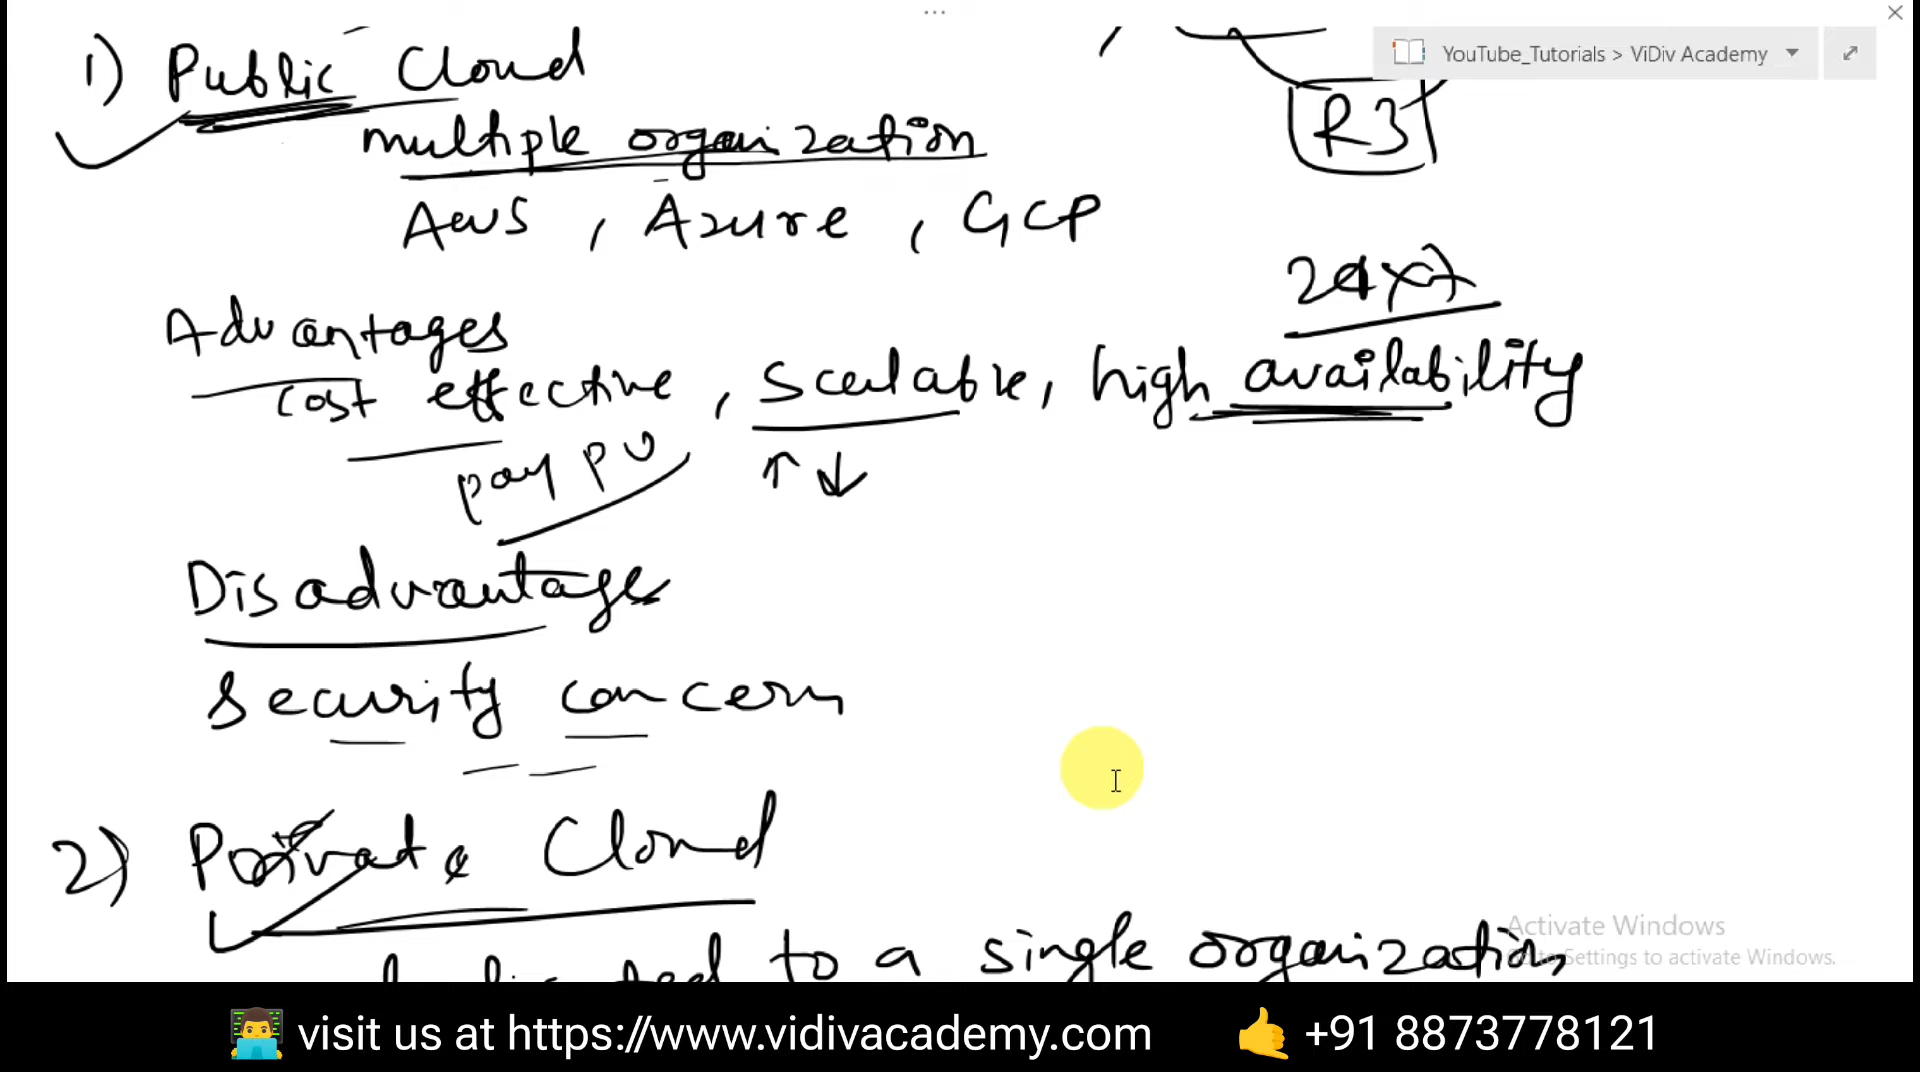 1) Public Cloud
YouTube_Tutorials > ViDiv Academy
R3
multiple organization
AWS, Azure, GCP
24x7
Advantages
cost effective, Scalable, high availability
pay PU ↑ ↓
Disadvantage
Security concern
2) Private Cloud
to a single organization,
Activate Windows
to Settings to activate Windows.
visit us at https://www.vidivacademy.com +91 8873778121